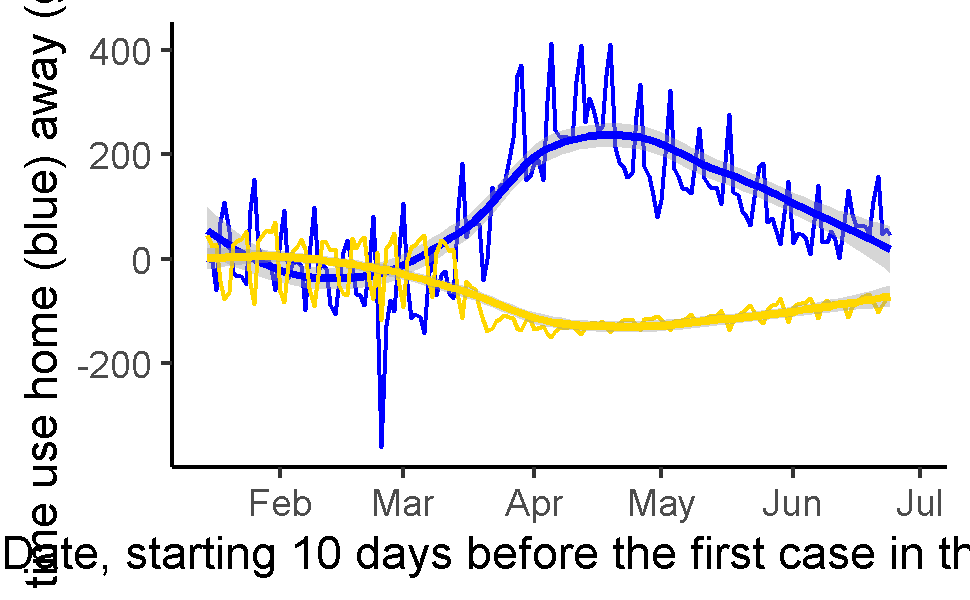 time use home (blue) away (
400
200
0
-200
Feb Mar Apr May Jun Jul
Date, starting 10 days before the first case in th